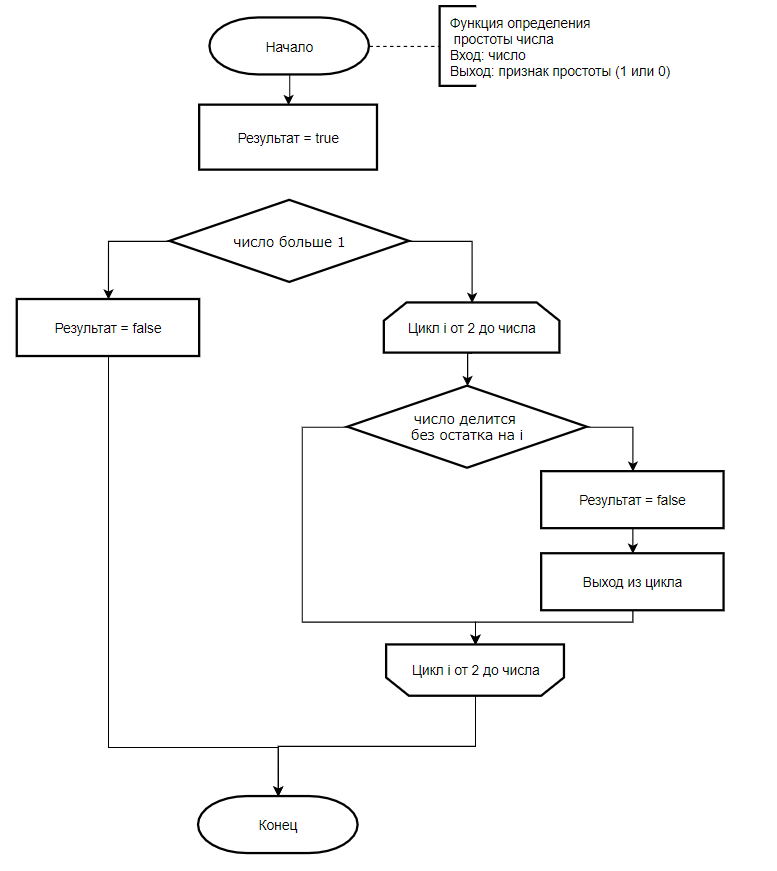 Начало
Функция определения
простоты числа
Вход: число
Выход: признак простоты (1 или 0)
Результат = true
число больше 1
Результат = false
Цикл i от 2 до числа
число делится
без остатка на i
Результат = false
Выход из цикла
Цикл i от 2 до числа
Конец